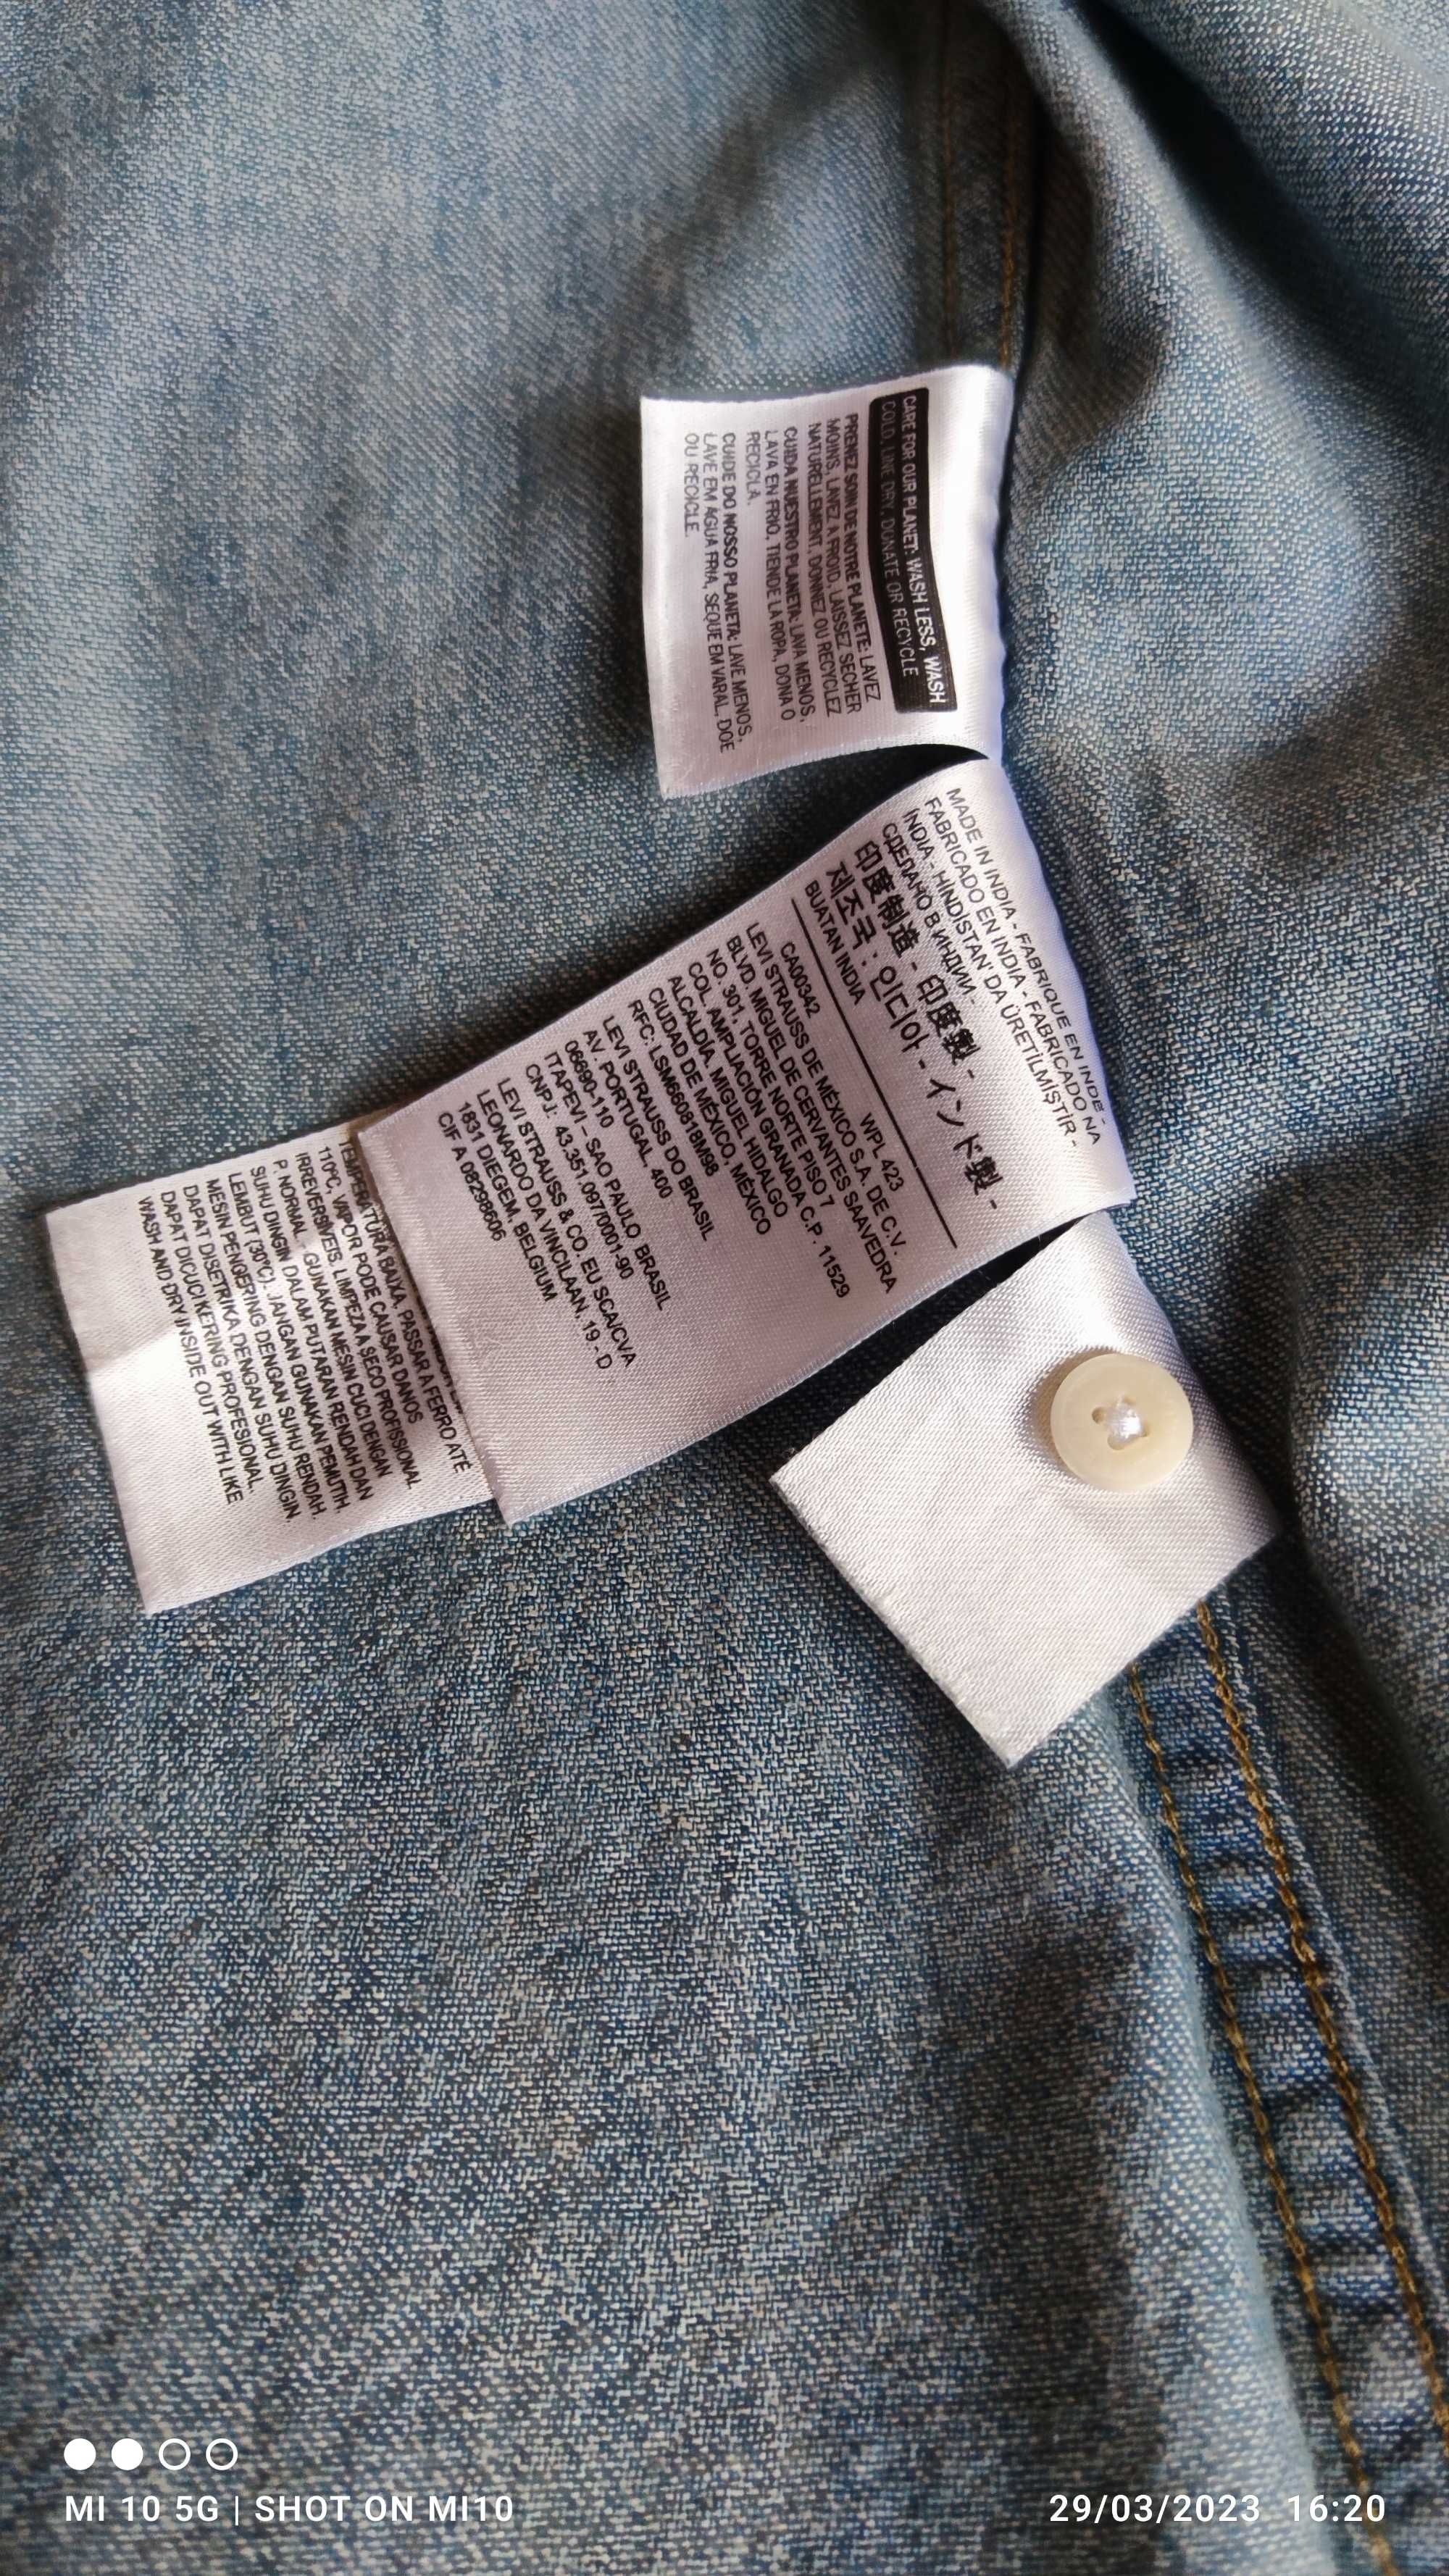 CARE FOR OUR PLANET: WASH LESS, WASH
COLD, LINE DRY, DONATE OR RECYCLE
PRENEZ SOIN DE NOTRE PLANETE: LAVEZ
MOINS, LAVEZ A FROID, LAISSEZ SECHER
NATURELLEMENT, DONNEZ OU RECYCLEZ
CUIDA NUESTRO PLANETA: LAVA MENOS,
LAVA EN FRIO, TIENDE LA ROPA, DONA O
RECICLA.
CUIDE DO NOSSO PLANETA: LAVE MENOS,
LAVE EM AGUA FRIA, SEQUE EM VARAL, DOE
OU RECICLE.
MADE IN INDIA - FABRIQUE EN INDE -
FABRICADO EN INDIA - FABRICADO NA
INDIA - HINDİSTAN' DA ÜRETİLMİŞTİR -
СДЕЛАНО В ИНДИИ -
印度制造 - 印度製 -
제조국 : 인디아 - インド製 -
BUATAN INDIA
CA00342 WPL 423
LEVI STRAUSS DE MÉXICO S.A. DE C.V.
BLVD. MIGUEL DE CERVANTES SAAVEDRA
NO. 301, TORRE NORTE PISO 7
COL. AMPLIACIÓN GRANADA C.P. 11529
ALCALDÍA. MIGUEL HIDALGO
CIUDAD DE MÉXICO, MÉXICO
RFC: LSM660818M98
LEVI STRAUSS DO BRASIL
AV. PORTUGAL, 400
06690-110
ITAPEVI – SAO PAULO, BRASIL
CNPJ: 43.351.097/0001-90
LEVI STRAUSS & CO. EU SCA/CVA
LEONARDO DA VINCILAAN, 19 - D
1831 DIEGEM, BELGIUM
CIF A 08298606
TEMPERATURA BAIXA, PASSAR A FERRO ATÉ
110ºC, VAPOR PODE CAUSAR DANOS
IRREVERSÍVEIS, LIMPEZA A SECO PROFISSIONAL
P, NORMAL. GUNAKAN MESIN CUCI DENGAN
SUHU DINGIN DALAM PUTARAN RENDAH DAN
LEMBUT (30ºC), JANGAN GUNAKAN PEMUTIH,
MESIN PENGERING DENGAN SUHU RENDAH,
DAPAT DISETRIKA DENGAN SUHU DINGIN,
DAPAT DICUCI KERING PROFESIONAL.
WASH AND DRY INSIDE OUT WITH LIKE
MI 10 5G | SHOT ON MI10
29/03/2023 16:20